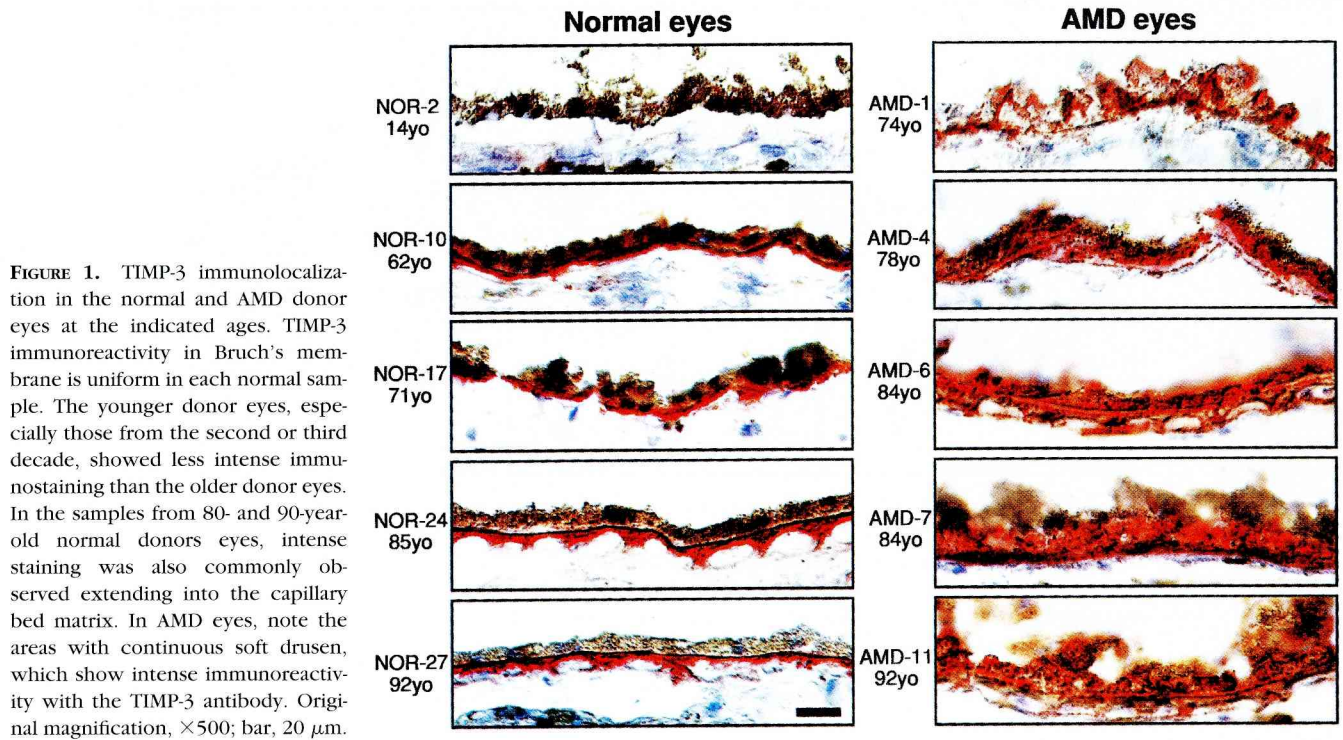 Normal eyes
AMD eyes
NOR-2
14yo
NOR-10
62yo
NOR-17
71yo
NOR-24
85yo
NOR-27
92yo
AMD-1
74yo
AMD-4
78yo
AMD-6
84yo
AMD-7
84yo
AMD-11
92yo
FIGURE 1. TIMP-3 immunolocaliza-
tion in the normal and AMD donor
eyes at the indicated ages. TIMP-3
immunoreactivity in Bruch's mem-
brane is uniform in each normal sam-
ple. The younger donor eyes, espe-
cially those from the second or third
decade, showed less intense immu-
nostaining than the older donor eyes.
In the samples from 80- and 90-year-
old normal donors eyes, intense
staining was also commonly ob-
served extending into the capillary
bed matrix. In AMD eyes, note the
areas with continuous soft drusen,
which show intense immunoreactiv-
ity with the TIMP-3 antibody. Origi-
nal magnification, ×500; bar, 20 μm.